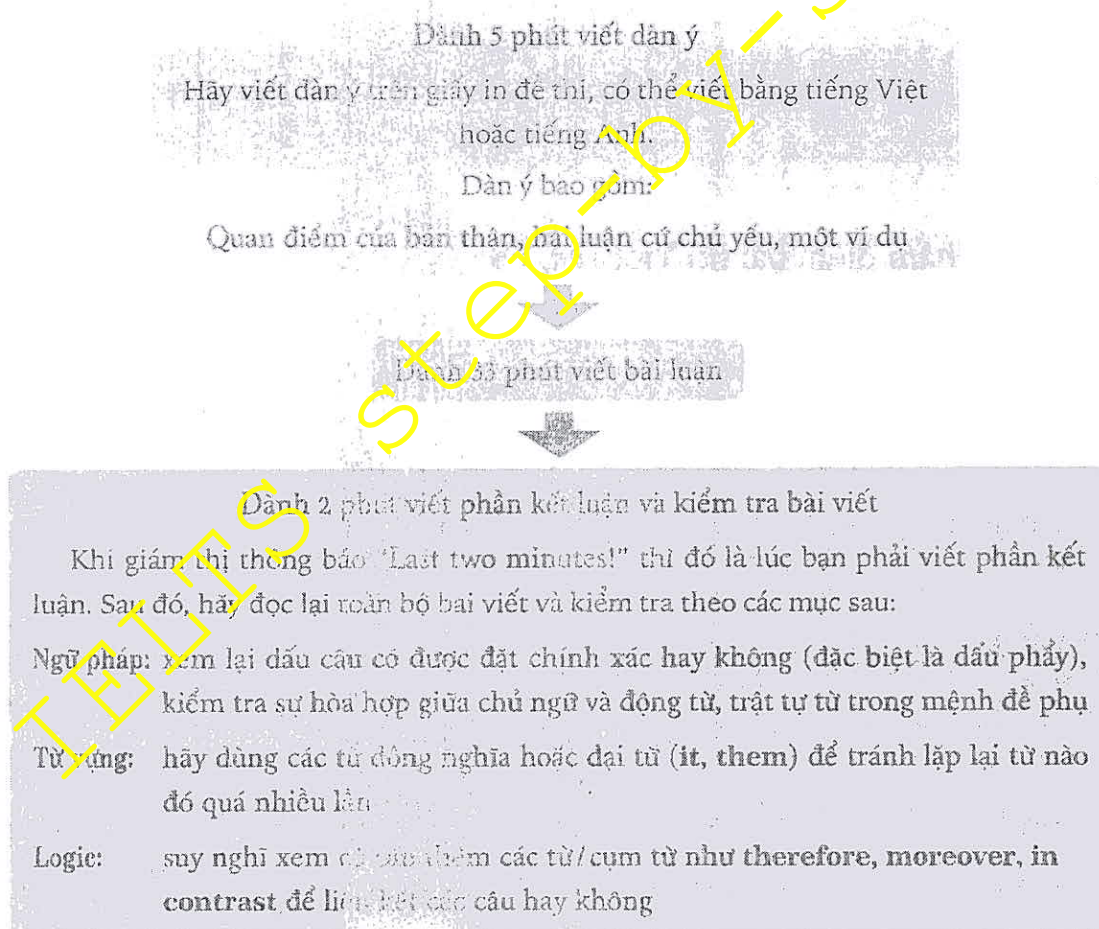 Dành 5 phút viết dàn ý
Hãy viết dàn ý trên giấy in đề thi, có thể viết bằng tiếng Việt
hoặc tiếng Anh.
Dàn ý bao gồm:
Quan điểm của bản thân, hai luận cứ chủ yếu, một ví dụ
Dành 33 phút viết bài luận
Dành 2 phút viết phần kết luận và kiểm tra bài viết
Khi giám thị thông báo "Last two minutes!" thì đó là lúc bạn phải viết phần kết
luận. Sau đó, hãy đọc lại toàn bộ bài viết và kiểm tra theo các mục sau:
Ngữ pháp: xem lại dấu câu có được đặt chính xác hay không (đặc biệt là dấu phẩy),
kiểm tra sự hòa hợp giữa chủ ngữ và động từ, trật tự từ trong mệnh đề phụ
Từ vựng: hãy dùng các từ đồng nghĩa hoặc đại từ (it, them) để tránh lặp lại từ nào
đó quá nhiều lần
Logic: suy nghĩ xem các từ/cụm từ như therefore, moreover, in
contrast để liên kết các câu hay không
IELTS step-by-s